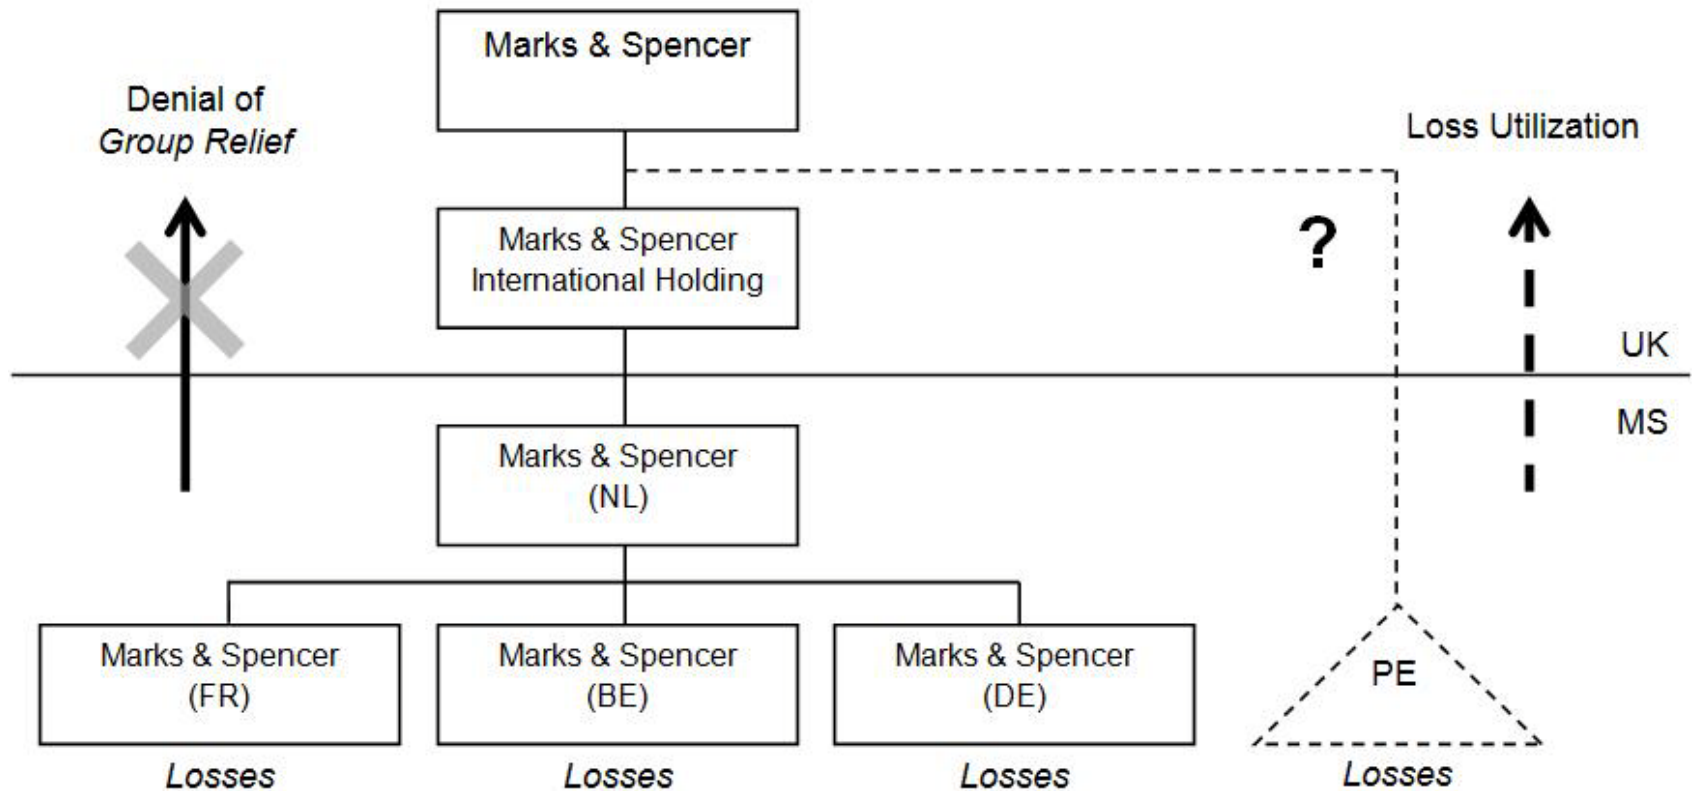 Marks & Spencer
Denial of
Group Relief
Loss Utilization
Marks & Spencer
International Holding
?
UK
MS
Marks & Spencer
(NL)
Marks & Spencer
(FR)
Marks & Spencer
(BE)
Marks & Spencer
(DE)
PE
Losses
Losses
Losses
Losses